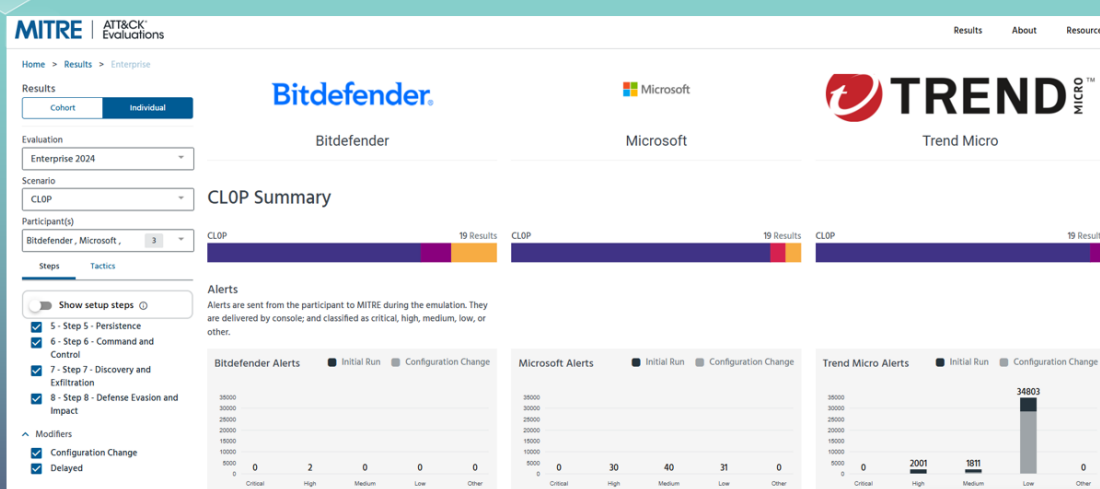 MITRE | ATT&CK®
Evaluations
Results About Resource
Home > Results > Enterprise
Results
Cohort Individual
Evaluation
Enterprise 2024
Scenario
CL0P
Participant(s)
Bitdefender , Microsoft , 3
Steps Tactics
Show setup steps
5 - Step 5 - Persistence
6 - Step 6 - Command and
Control
7 - Step 7 - Discovery and
Exfiltration
8 - Step 8 - Defense Evasion and
Impact
Modifiers
Configuration Change
Delayed
Bitdefender®
Microsoft
TREND MICRO™
Bitdefender
Microsoft
Trend Micro
CL0P Summary
CL0P 19 Results
CL0P 19 Results
CL0P 19 Result
Alerts
Alerts are sent from the participant to MITRE during the emulation. They
are delivered by console; and classified as critical, high, medium, low, or
other.
Bitdefender Alerts Initial Run Configuration Change
35000
30000
25000
20000
15000
10000
5000
0
0 2 0 0 0
Critical High Medium Low Other
Microsoft Alerts Initial Run Configuration Change
35000
30000
25000
20000
15000
10000
5000
0
0 30 40 31 0
Critical High Medium Low Other
Trend Micro Alerts Initial Run Configuration Change
35000
30000
25000
20000
15000
10000
5000
0
0 2001 1811 34803 0
Critical High Medium Low Other